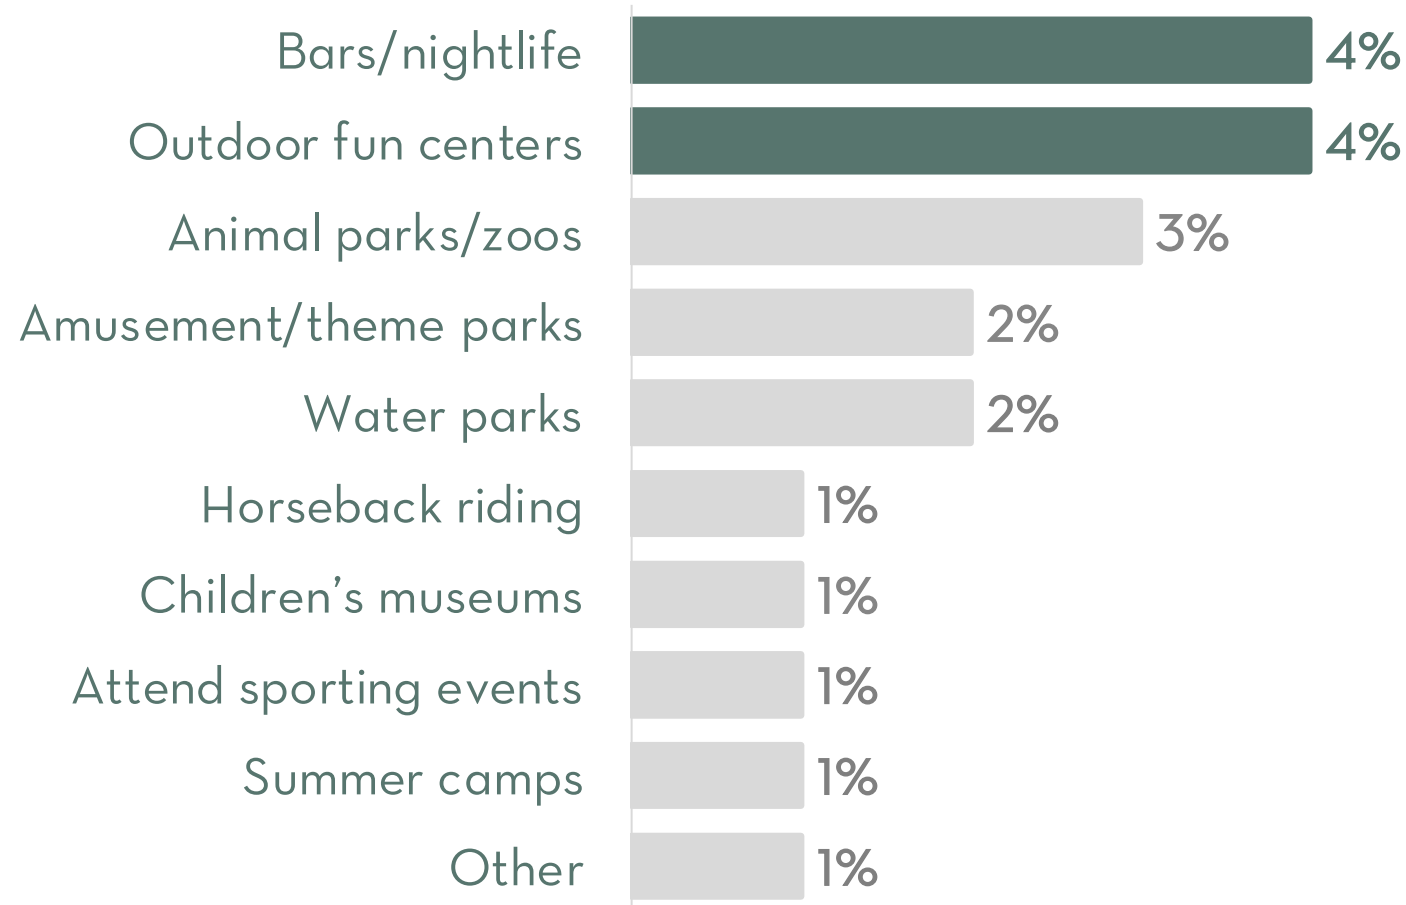 Bars/nightlife 4%
Outdoor fun centers 4%
Animal parks/zoos 3%
Amusement/theme parks 2%
Water parks 2%
Horseback riding 1%
Children’s museums 1%
Attend sporting events 1%
Summer camps 1%
Other 1%